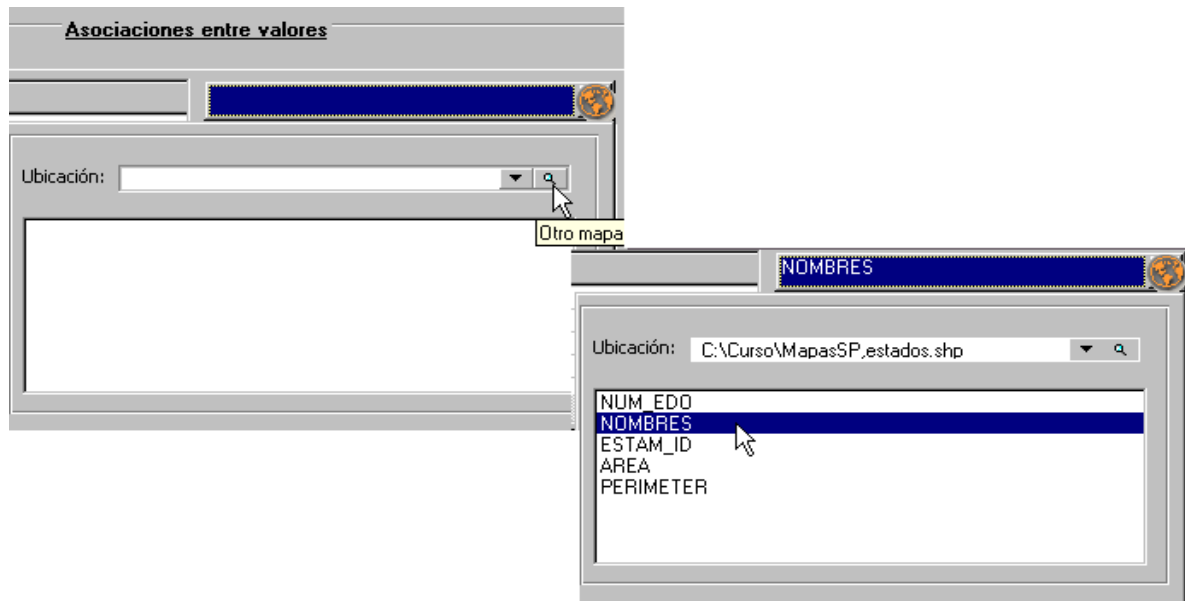 Asociaciones entre valores
Ubicación:
Otro mapa
NOMBRES
Ubicación: C:\Curso\MapasSP,estados.shp
NUM_EDO
NOMBRES
ESTAM_ID
AREA
PERIMETER